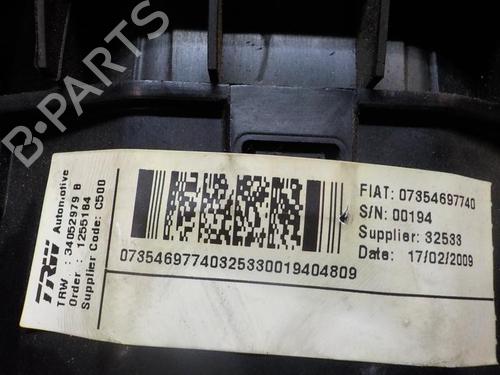 B-PARTS
TRW Automotive
TRW : 34052979 B
Order : 1255184
Supplier Code: C500
07354697740325330019404809
FIAT: 07354697740
S/N: 00194
Supplier: 32533
Date: 17/02/2009